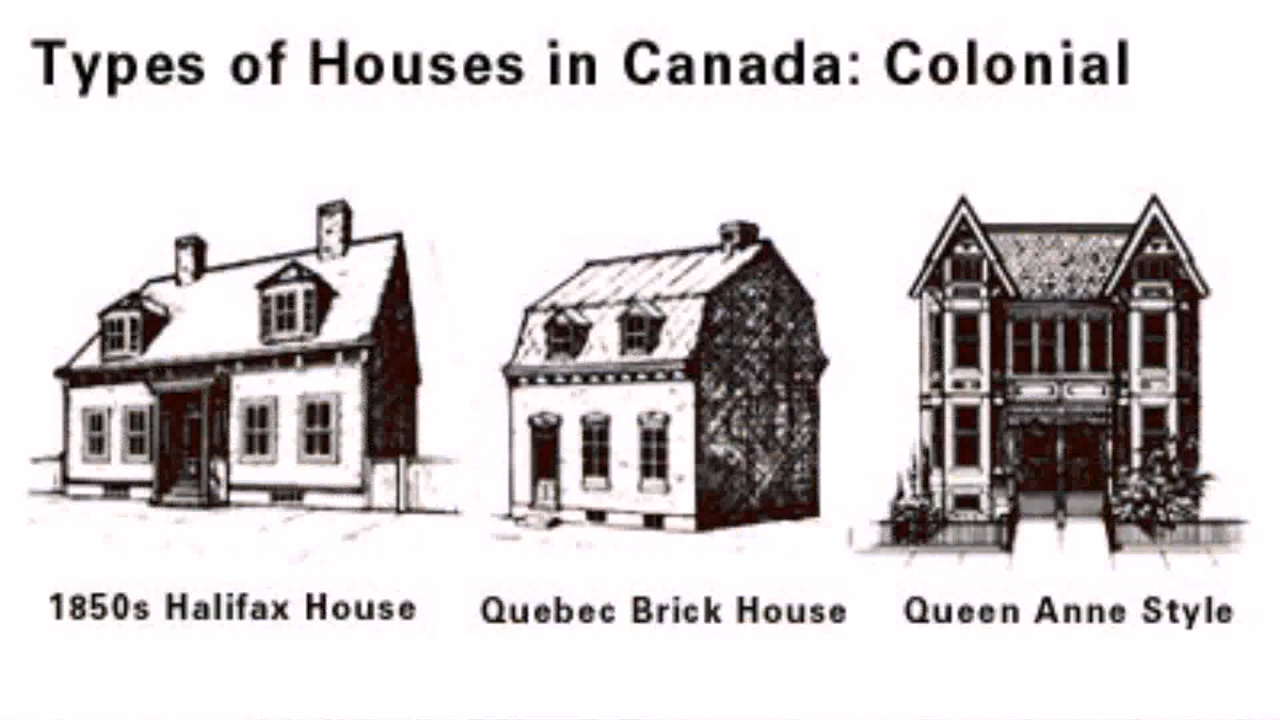 Types of Houses in Canada: Colonial
1850s Halifax House
Quebec Brick House
Queen Anne Style